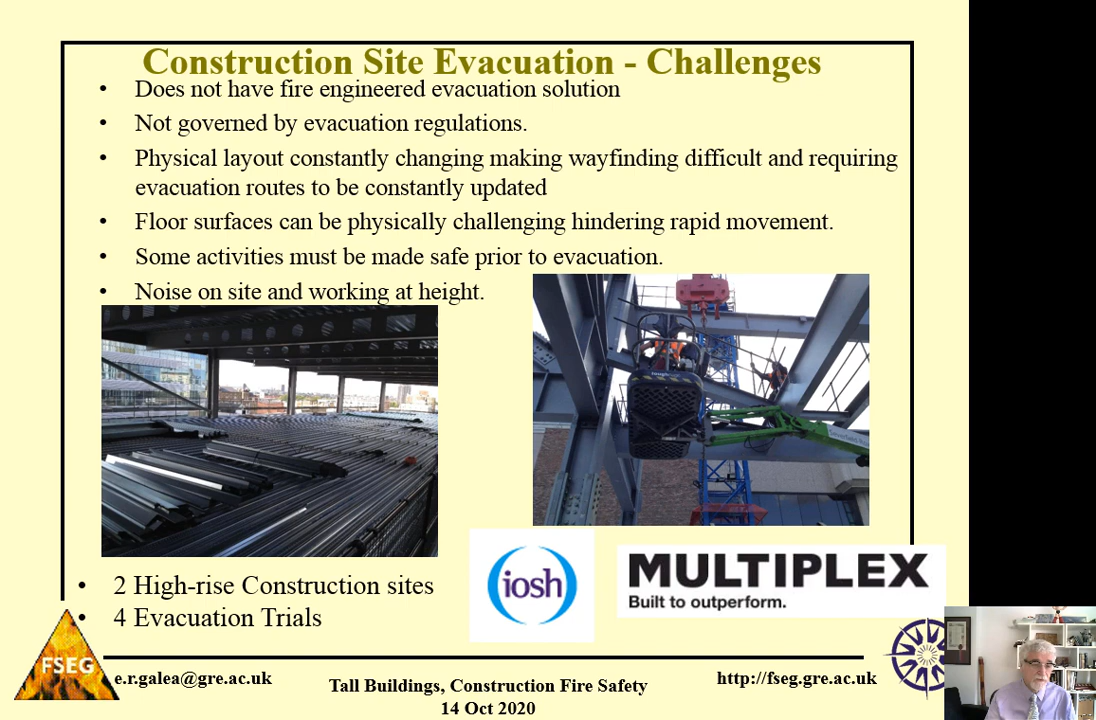 Construction Site Evacuation - Challenges
• Does not have fire engineered evacuation solution
• Not governed by evacuation regulations.
• Physical layout constantly changing making wayfinding difficult and requiring
evacuation routes to be constantly updated
• Floor surfaces can be physically challenging hindering rapid movement.
• Some activities must be made safe prior to evacuation.
• Noise on site and working at height.
• 2 High-rise Construction sites
• 4 Evacuation Trials
iosh
MULTIPLEX
Built to outperform.
FSEG
e.r.galea@gre.ac.uk
Tall Buildings, Construction Fire Safety
14 Oct 2020
http://fseg.gre.ac.uk